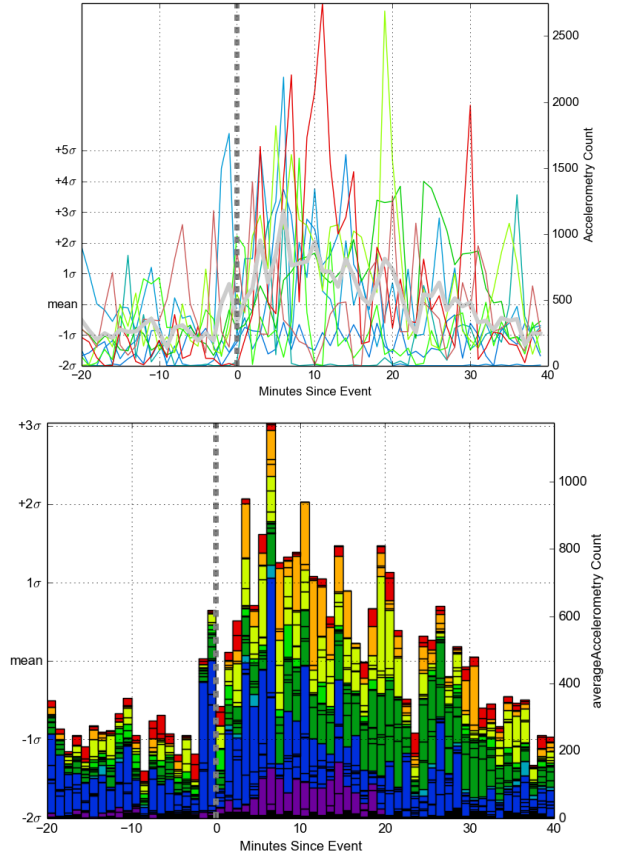 2500
2000
+5σ 1500
+4σ
+3σ 1000
+2σ
1σ
mean 500
-1σ
-2σ 0
Accelerometry Count
−20 −10 0 10 20 30 40
Minutes Since Event
+3σ
1000
+2σ
800
1σ
600
mean
400
-1σ
200
-2σ 0
averageAccelerometry Count
−20 −10 0 10 20 30 40
Minutes Since Event